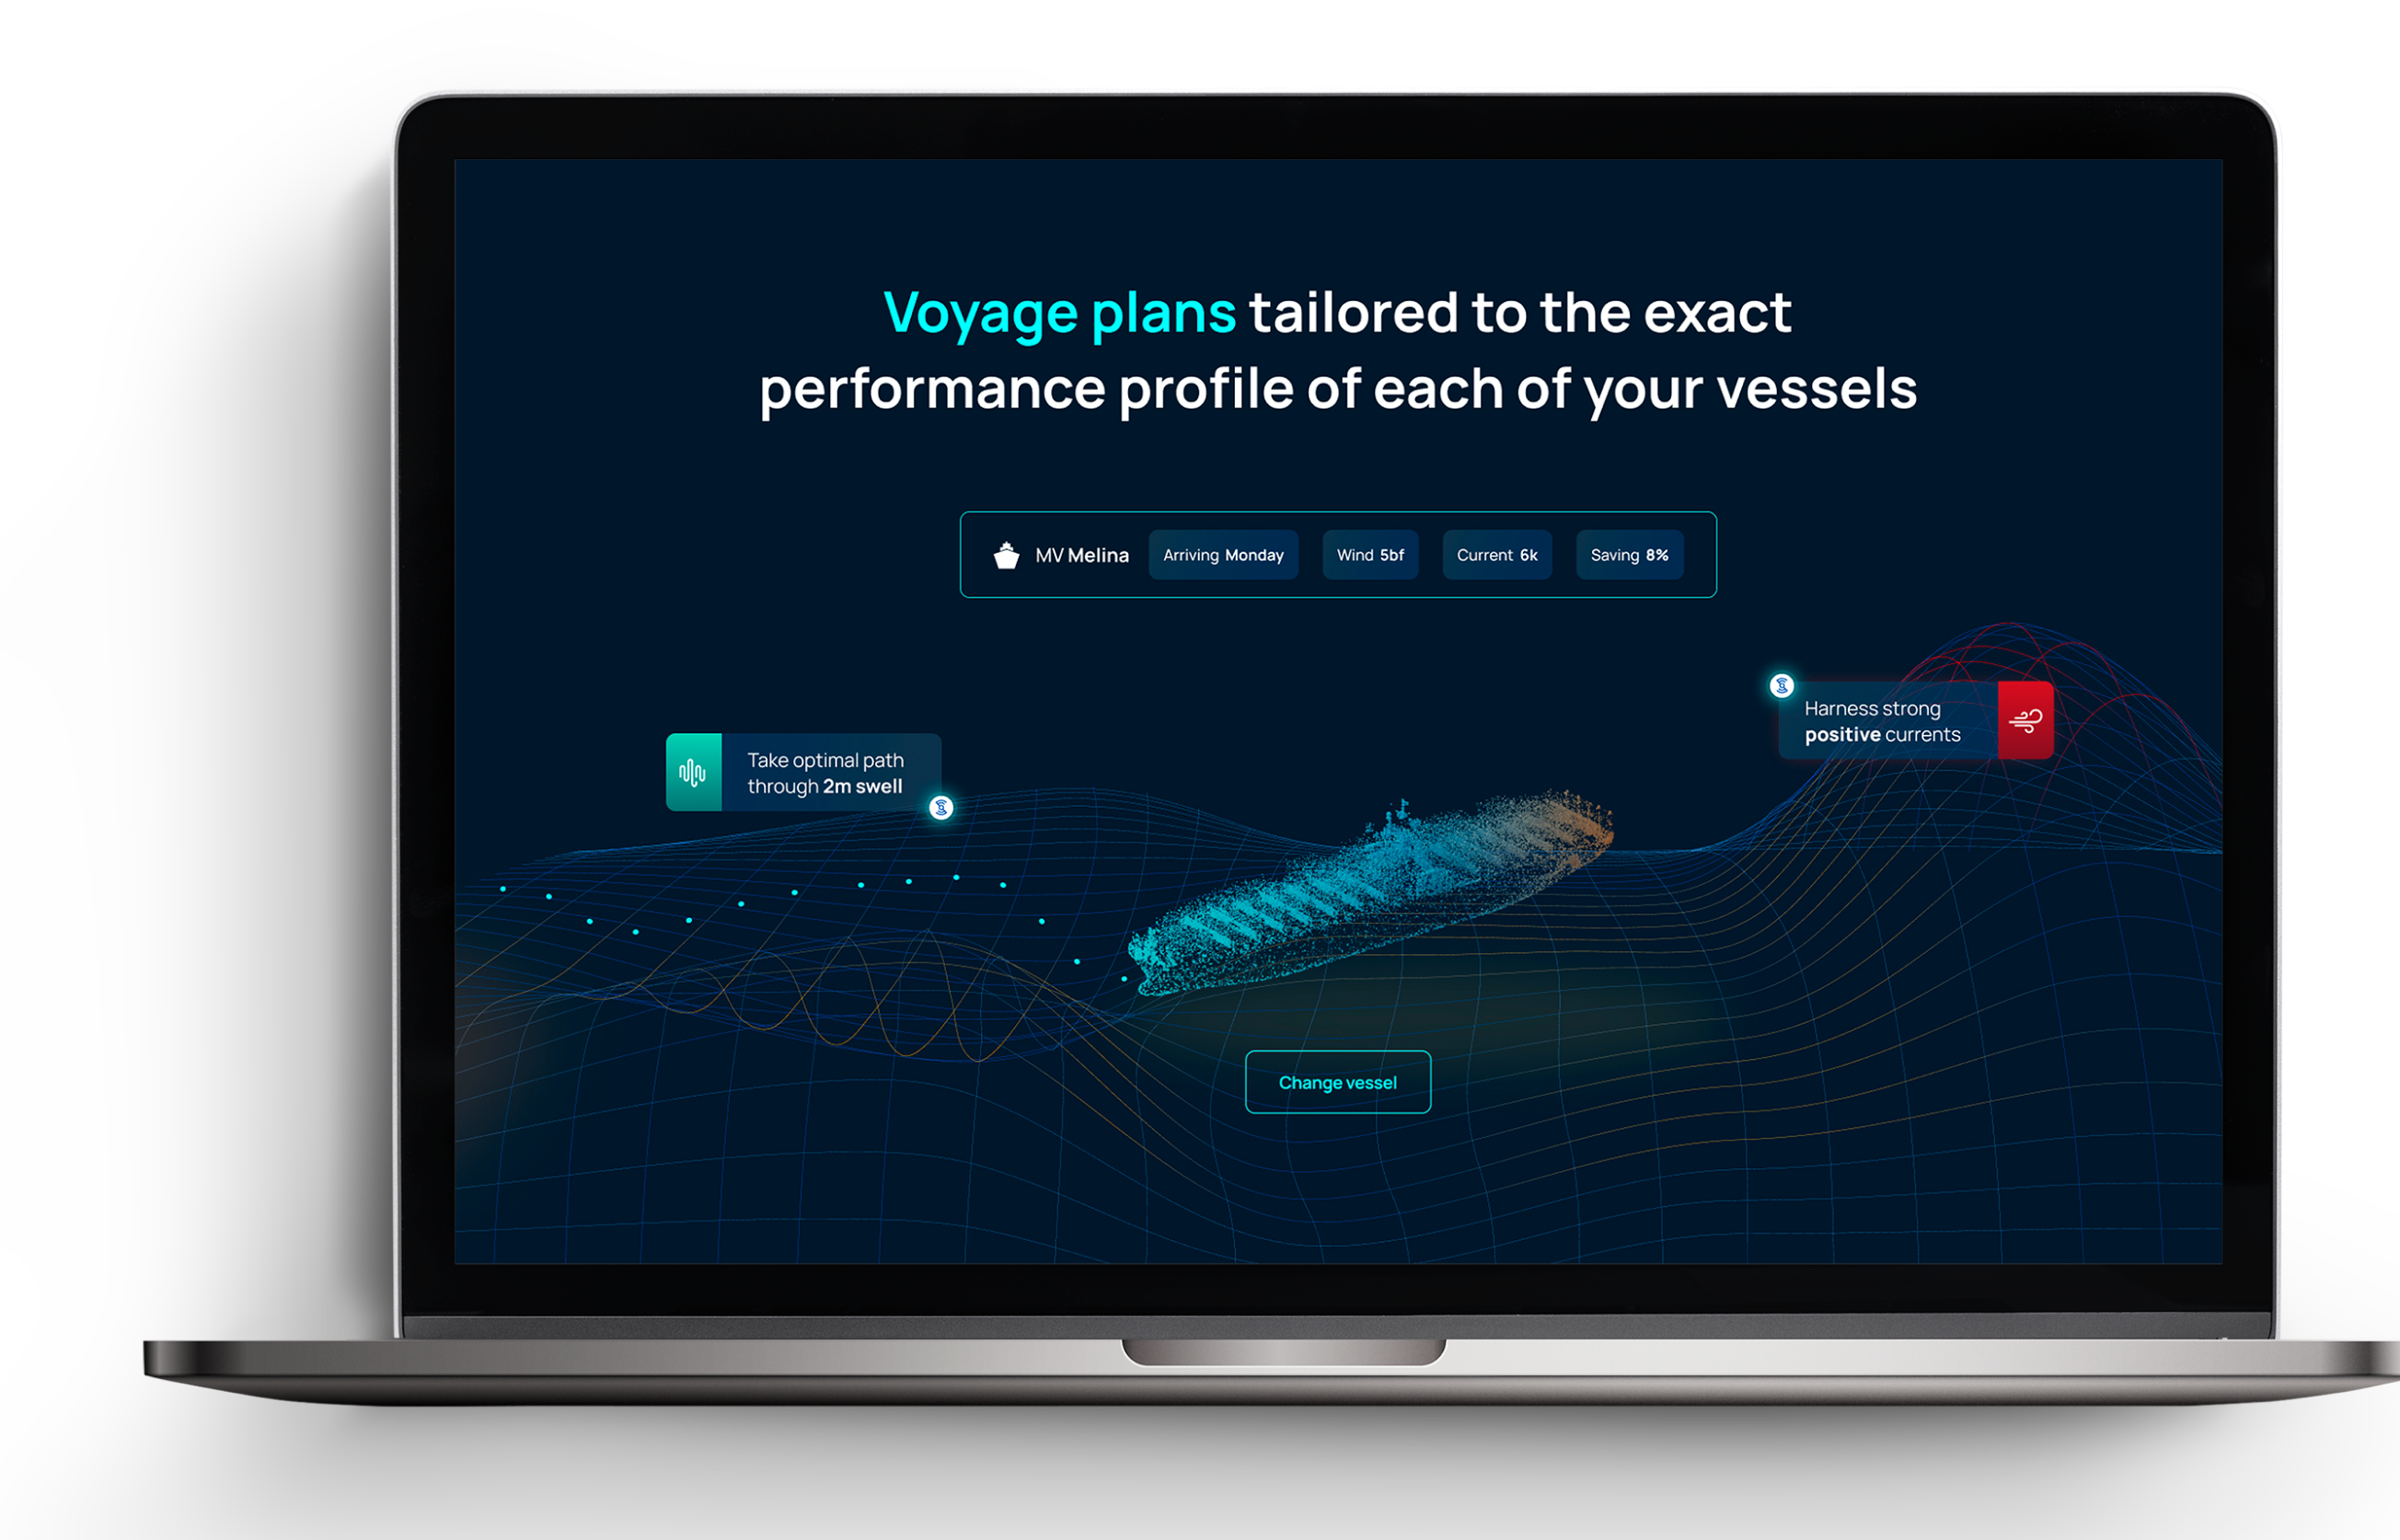 Voyage plans tailored to the exact
performance profile of each of your vessels
MV Melina
Arriving Monday
Wind 5bf
Current 6k
Saving 8%
Harness strong
positive currents
Take optimal path
through 2m swell
Change vessel